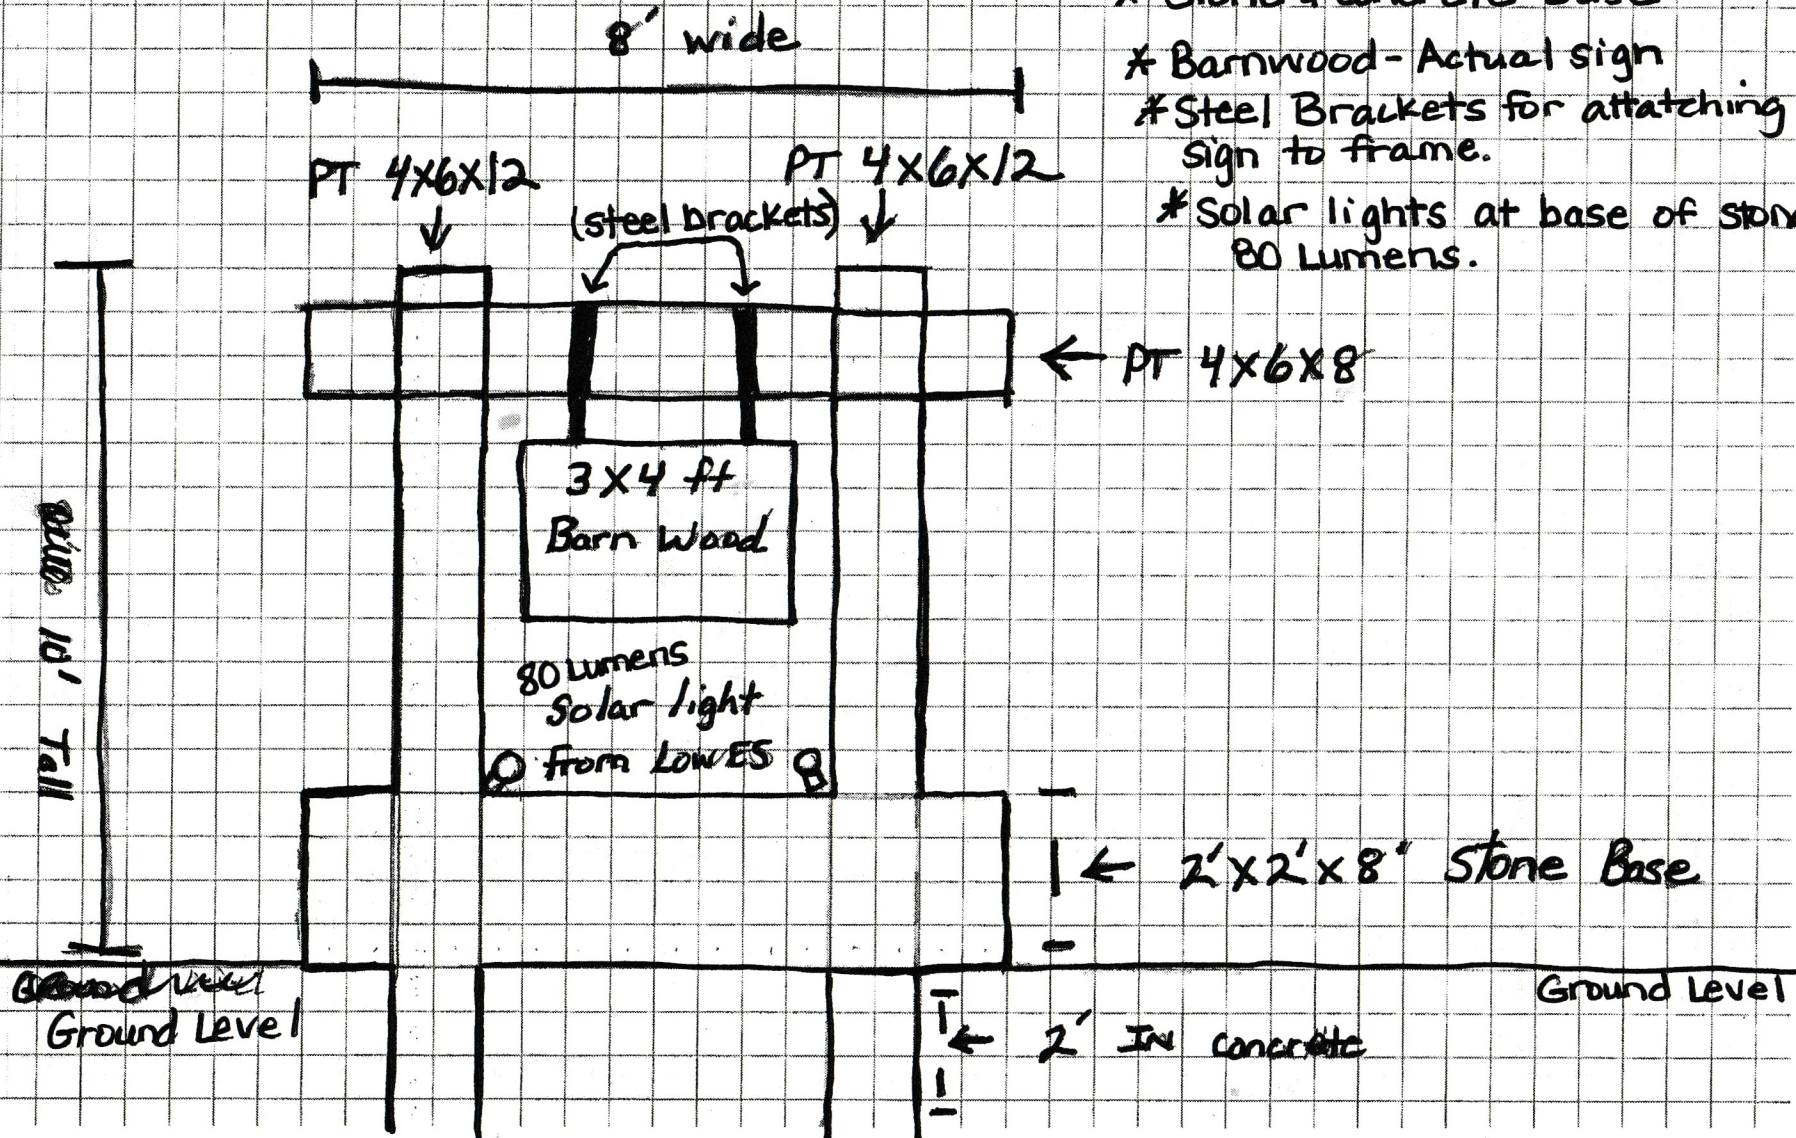 8' wide
* Barnwood - Actual sign
* Steel Brackets for attatching
sign to frame.
* Solar lights at base of
80 Lumens.
PT 4x6x12
PT 4x6x12
(steel brackets)
← PT 4x6x8
3 x 4 ft
Barn Wood
10' Tall
80 Lumens
Solar light
from LowES
← 2'x2'x8" Stone Base
Ground Level
Ground Level
← 2' IN concrete